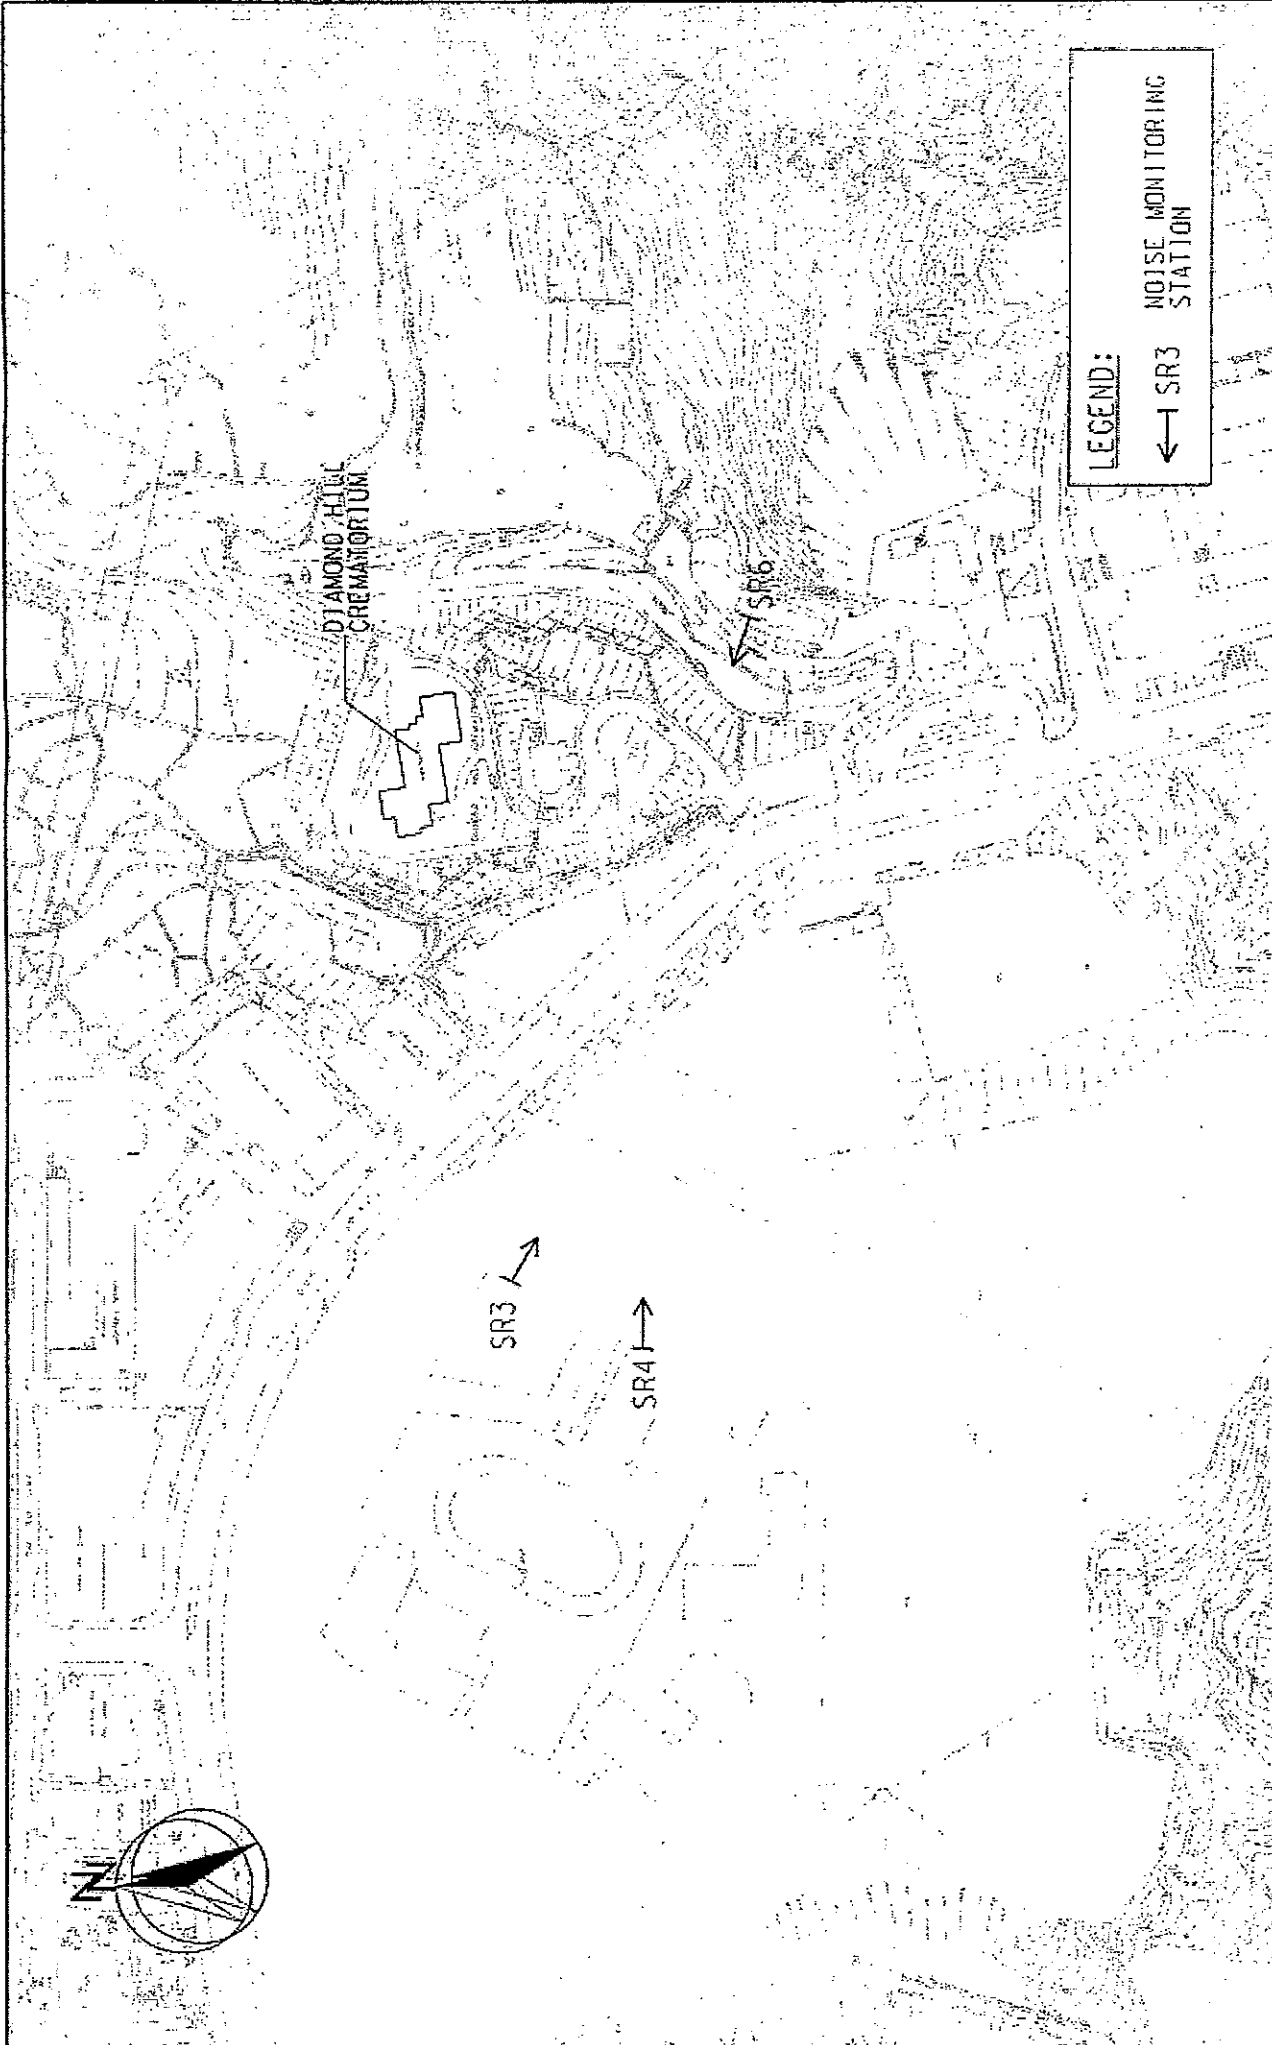 DIAMOND HILL
CREMATORIUM
SR6
SR3
SR4
N
LEGEND:
SR3 NOISE MONITORING
STATION